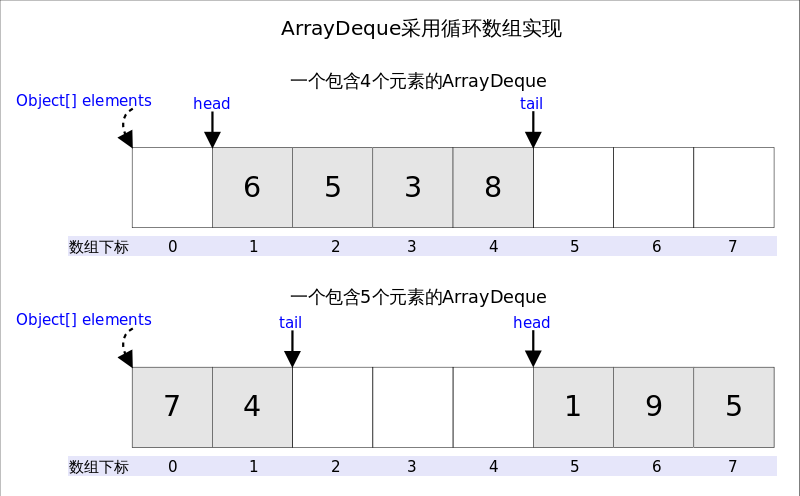 ArrayDeque采用循环数组实现
一个包含4个元素的ArrayDeque
Object[] elements head tail
6 5 3 8
数组下标 0 1 2 3 4 5 6 7
一个包含5个元素的ArrayDeque
Object[] elements tail head
7 4 1 9 5
数组下标 0 1 2 3 4 5 6 7